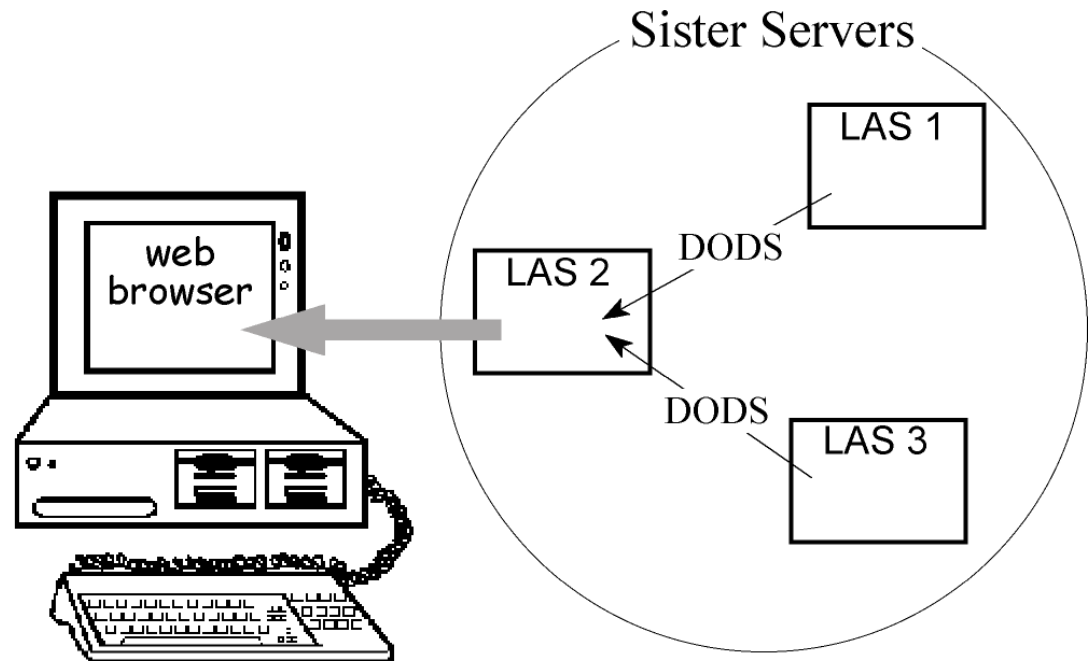 Sister Servers
LAS 1
DODS
LAS 2
web
browser
DODS
LAS 3